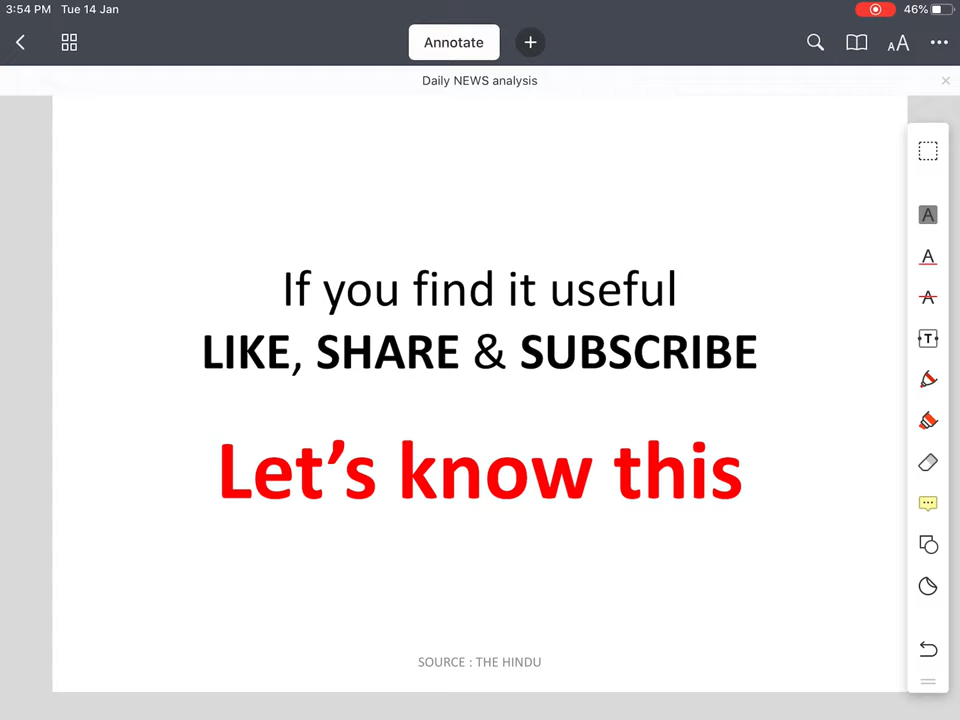 3:54 PM Tue 14 Jan
46%
Annotate
AA
Daily NEWS analysis
A
A
A
T
If you find it useful
LIKE, SHARE & SUBSCRIBE
Let’s know this
SOURCE : THE HINDU